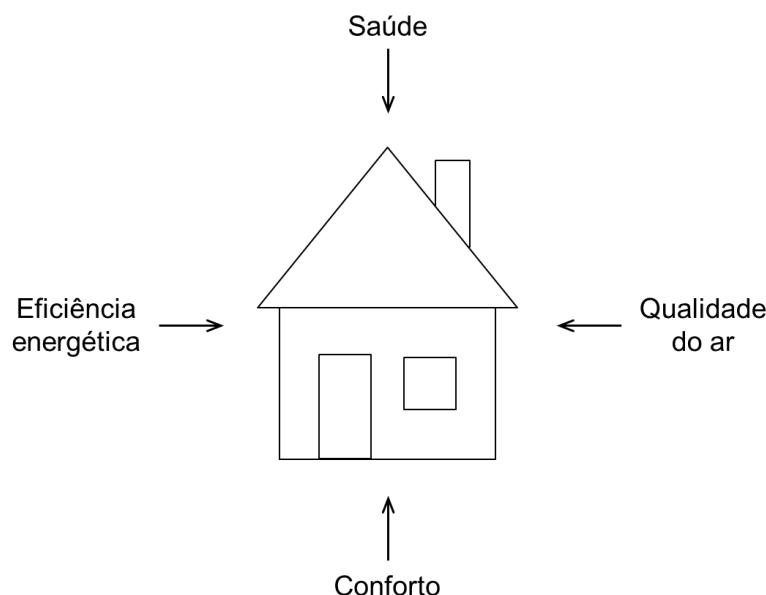 Saúde
Eficiência
energética
Qualidade
do ar
Conforto